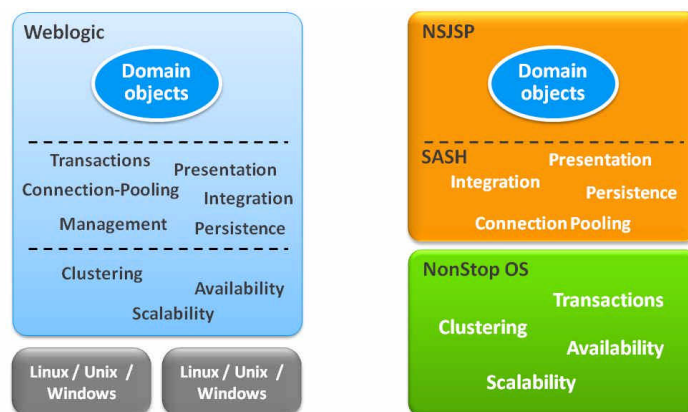 Weblogic
Domain
objects
Transactions
Presentation
Connection-Pooling
Integration
Management
Persistence
Clustering
Availability
Scalability
Linux / Unix /
Windows
Linux / Unix /
Windows
NSJSP
Domain
objects
SASH
Presentation
Integration
Persistence
Connection Pooling
NonStop OS
Transactions
Clustering
Availability
Scalability